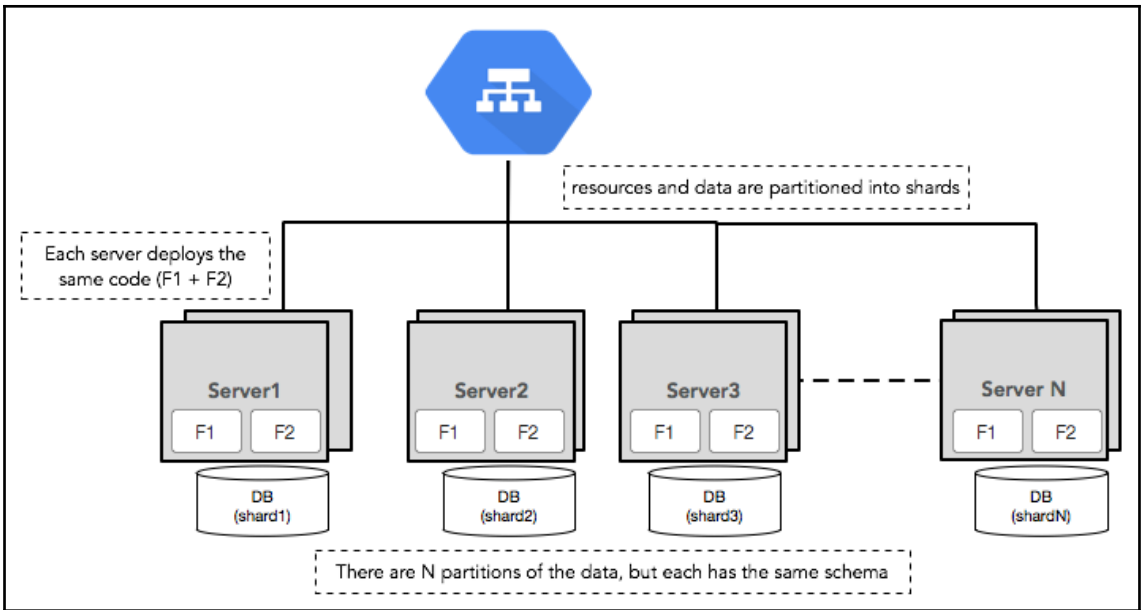 resources and data are partitioned into shards
Each server deploys the
same code (F1 + F2)
Server1
F1 F2
Server2
F1 F2
Server3
F1 F2
Server N
F1 F2
DB
(shard1)
DB
(shard2)
DB
(shard3)
DB
(shardN)
There are N partitions of the data, but each has the same schema